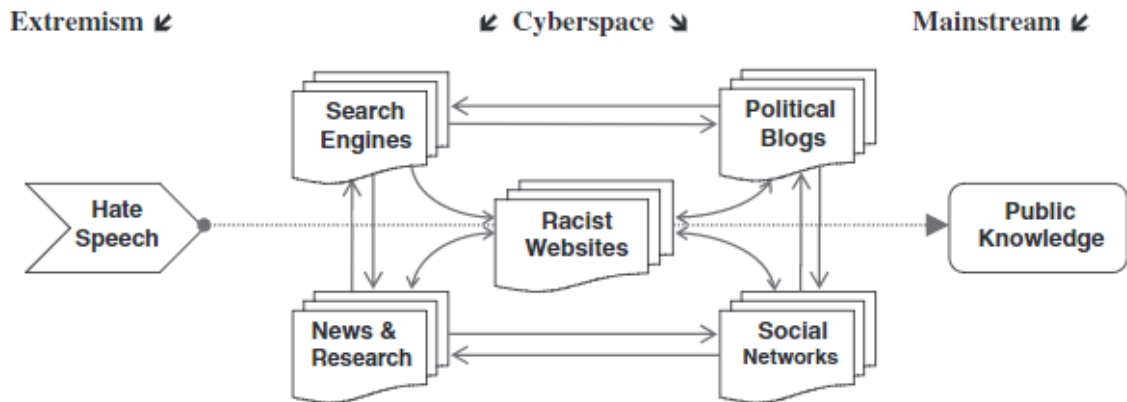 Extremism ↙ ↙ Cyberspace ↘ Mainstream ↙
Search
Engines
Political
Blogs
Hate
Speech
Racist
Websites
Public
Knowledge
News &
Research
Social
Networks